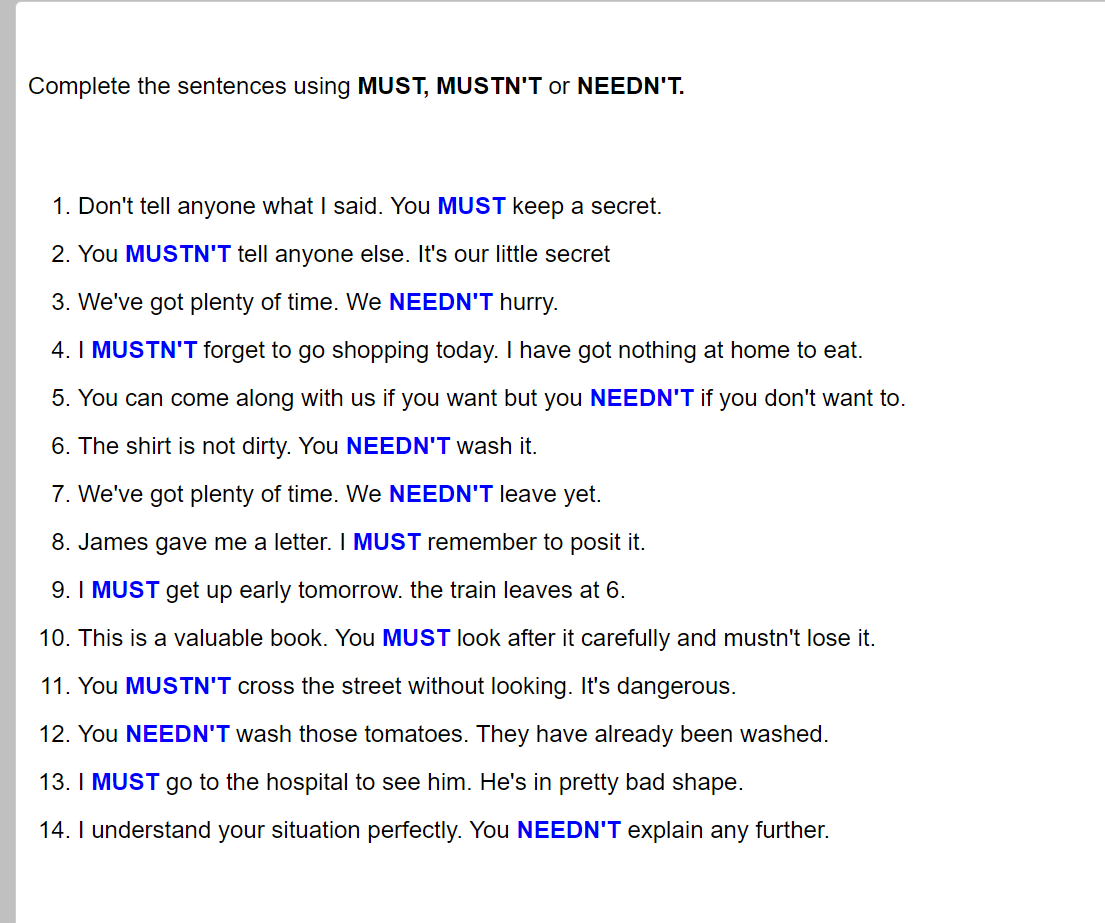 Complete the sentences using MUST, MUSTN'T or NEEDN'T.
1. Don't tell anyone what I said. You MUST keep a secret.
2. You MUSTN'T tell anyone else. It's our little secret
3. We've got plenty of time. We NEEDN'T hurry.
4. I MUSTN'T forget to go shopping today. I have got nothing at home to eat.
5. You can come along with us if you want but you NEEDN'T if you don't want to.
6. The shirt is not dirty. You NEEDN'T wash it.
7. We've got plenty of time. We NEEDN'T leave yet.
8. James gave me a letter. I MUST remember to posit it.
9. I MUST get up early tomorrow. the train leaves at 6.
10. This is a valuable book. You MUST look after it carefully and mustn't lose it.
11. You MUSTN'T cross the street without looking. It's dangerous.
12. You NEEDN'T wash those tomatoes. They have already been washed.
13. I MUST go to the hospital to see him. He's in pretty bad shape.
14. I understand your situation perfectly. You NEEDN'T explain any further.